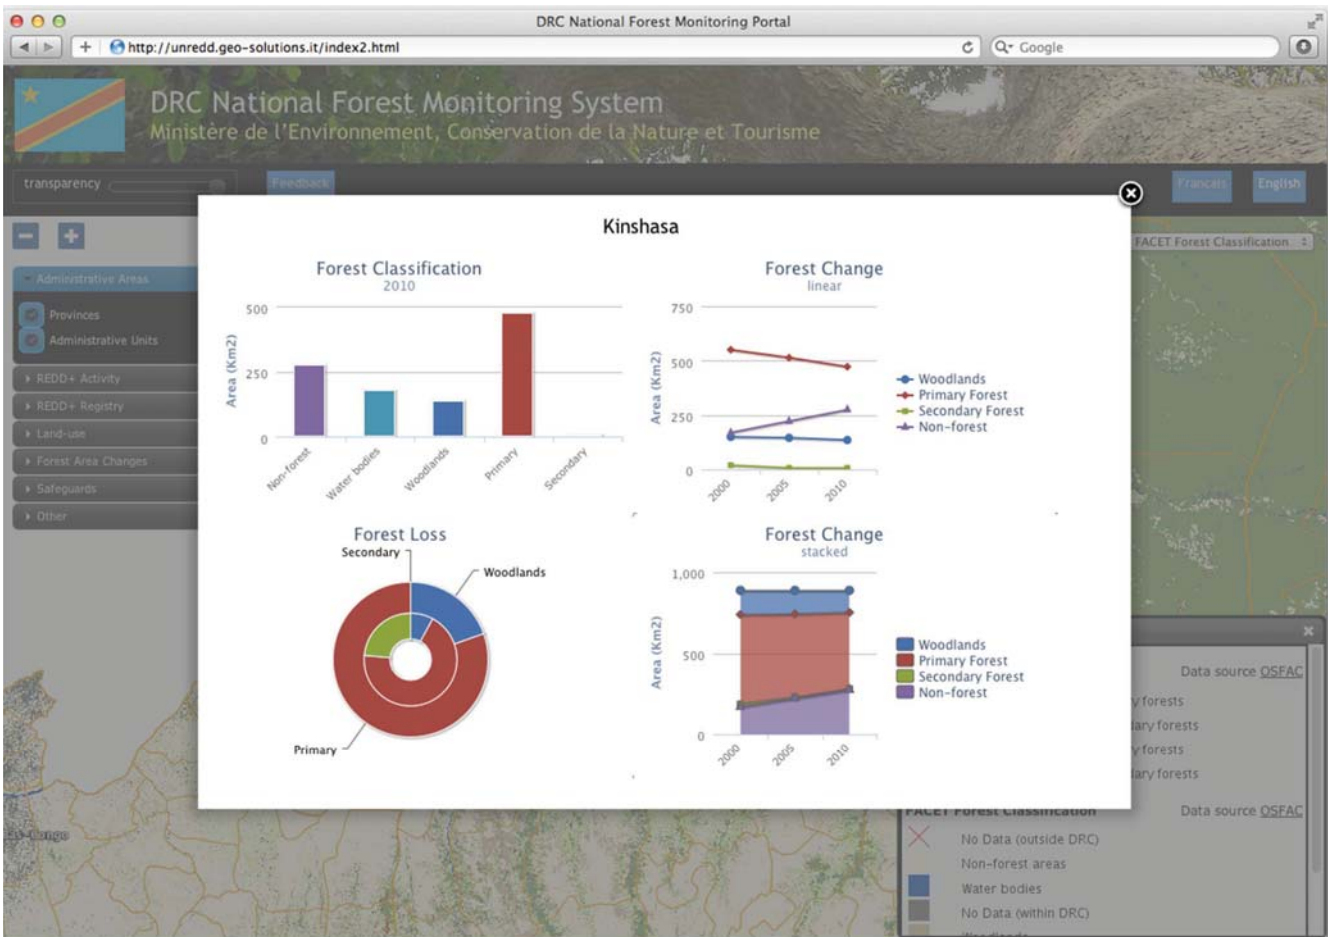 DRC National Forest Monitoring Portal
http://unredd.geo-solutions.it/index2.html
Google
DRC National Forest Monitoring System
Ministère de l'Environnement, Conservation de la Nature et Tourisme
transparency
Feedback
Francais
English
FACET Forest Classification
Administrative Areas
Provinces
Administrative Units
REDD+ Activity
REDD+ Registry
Land-use
Forest Area Changes
Safeguards
Other
Kinshasa
Forest Classification
2010
Area (Km2)
500
250
0
Non-forest
Water bodies
Woodlands
Primary
Secondary
Forest Change
linear
Area (Km2)
750
500
250
0
2000
2005
2010
Woodlands
Primary Forest
Secondary Forest
Non-forest
Forest Loss
Secondary
Woodlands
Primary
Forest Change
stacked
Area (Km2)
1,000
500
0
2000
2005
2010
Woodlands
Primary Forest
Secondary Forest
Non-forest
Data source OSFAC
forests
forests
forests
forests
FACET Forest Classification
Data source OSFAC
No Data (outside DRC)
Non-forest areas
Water bodies
No Data (within DRC)
Woodlands